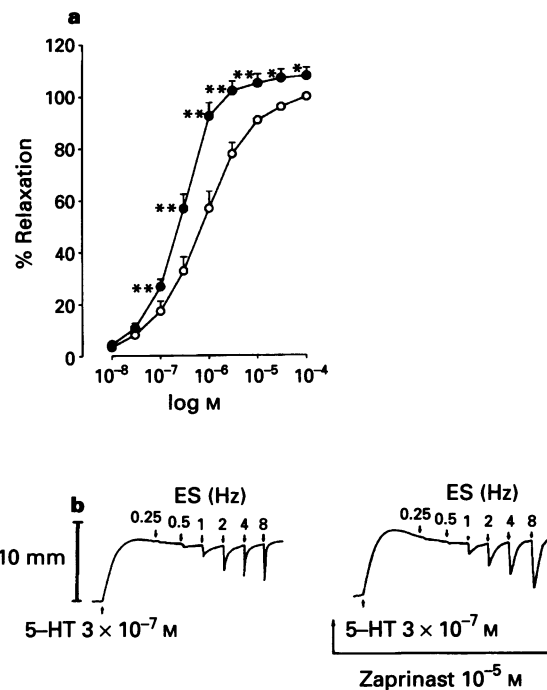 a
120
100
80
60
40
20
0
% Relaxation
** ** ** ** ** * *
10⁻⁸ 10⁻⁷ 10⁻⁶ 10⁻⁵ 10⁻⁴
log M
b
ES (Hz)
0.25 0.5 1 2 4 8
10 mm
5–HT 3 × 10⁻⁷ M
ES (Hz)
0.25 0.5 1 2 4 8
5–HT 3 × 10⁻⁷ M
Zaprinast 10⁻⁵ M